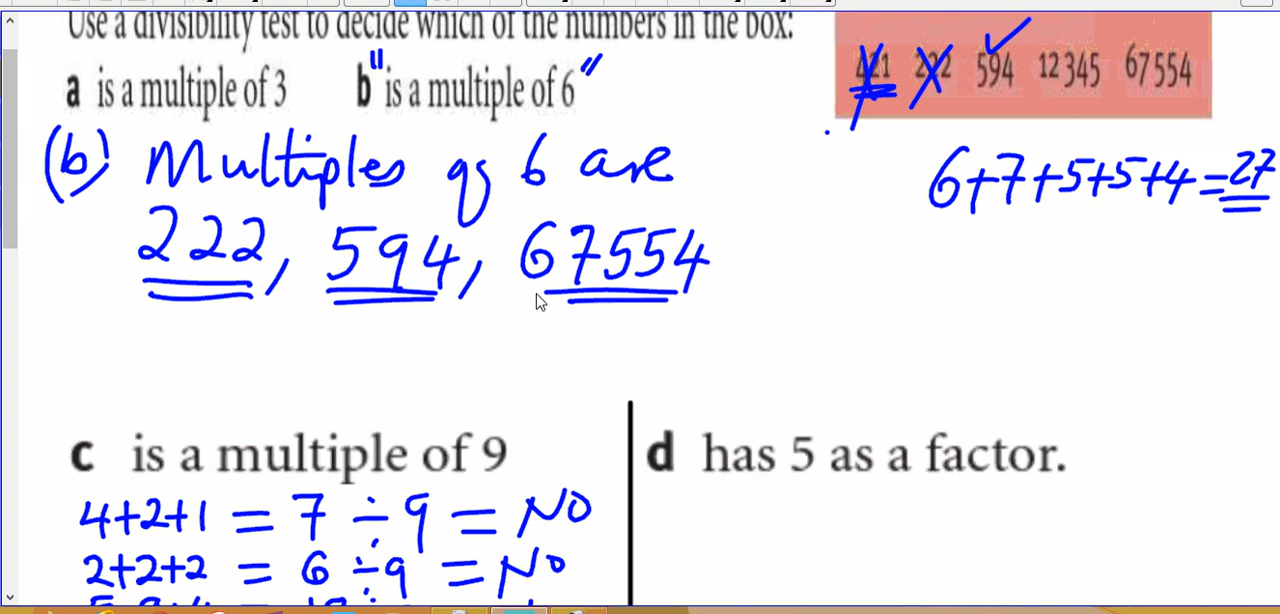 Use a divisibility test to decide which of the numbers in the box:
a is a multiple of 3
b "is a multiple of 6"
421 222 594 12 345 67 554
(b) Multiples of 6 are
222, 594, 67554
6+7+5+5+4=27
c is a multiple of 9
4+2+1 = 7 ÷ 9 = NO
2+2+2 = 6 ÷ 9 = NO
d has 5 as a factor.